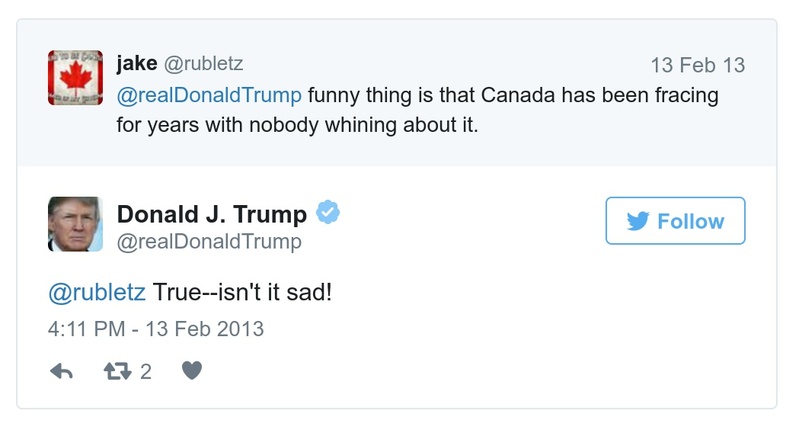 jake @rubletz 13 Feb 13
@realDonaldTrump funny thing is that Canada has been fracing
for years with nobody whining about it.
Donald J. Trump
@realDonaldTrump
Follow
@rubletz True--isn't it sad!
4:11 PM - 13 Feb 2013
2